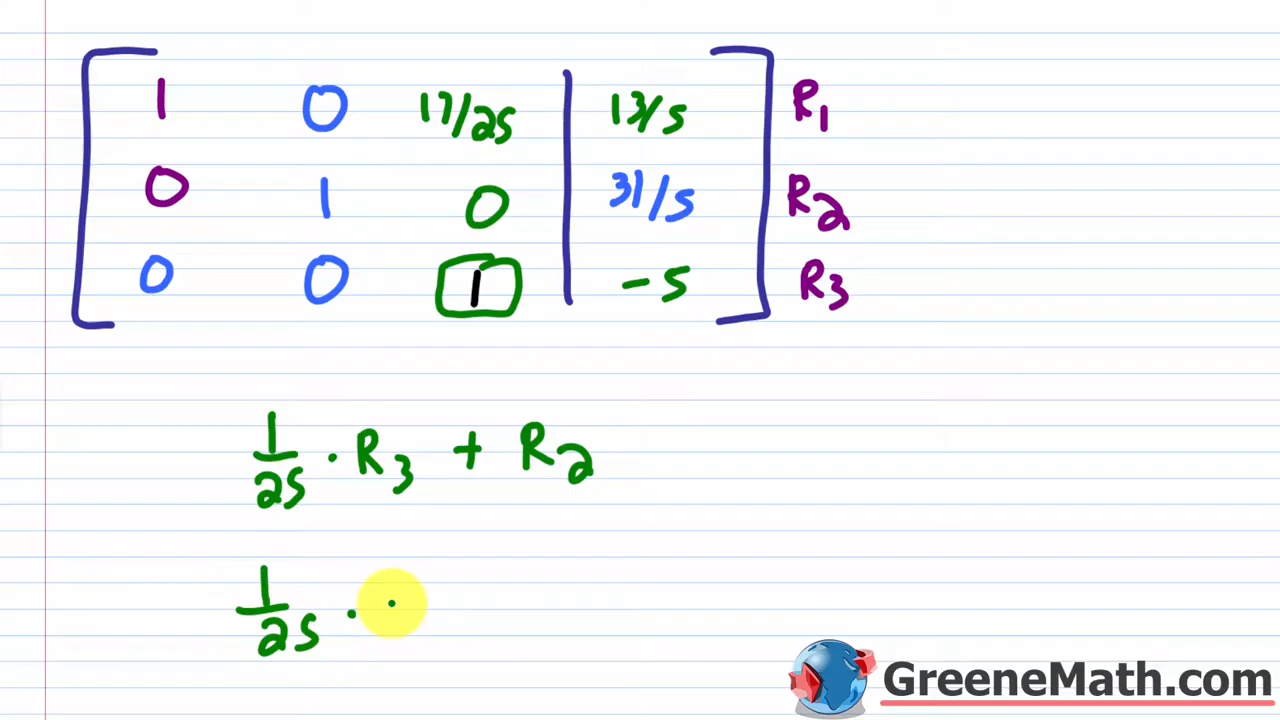 1 0 17/25 | 13/5 R1
0 1 0 | 31/5 R2
0 0 1 | -5 R3
1/25 · R3 + R2
1/25 ·
GreeneMath.com